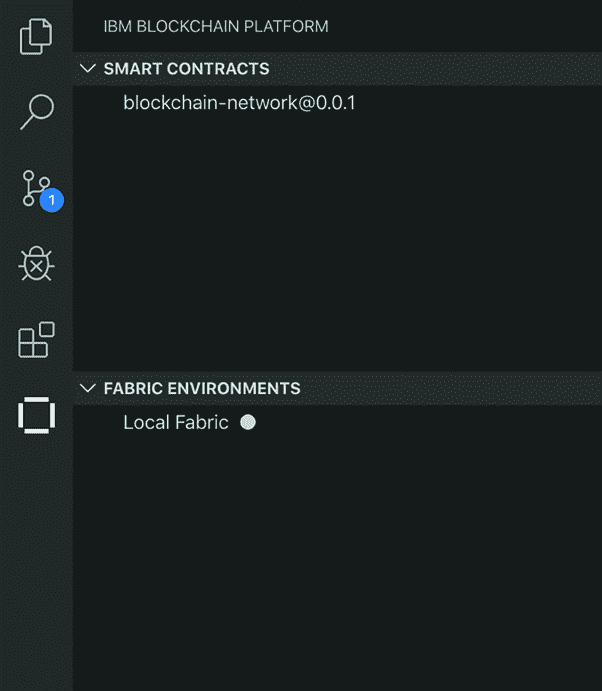 IBM BLOCKCHAIN PLATFORM
SMART CONTRACTS
blockchain-network@0.0.1
1
FABRIC ENVIRONMENTS
Local Fabric